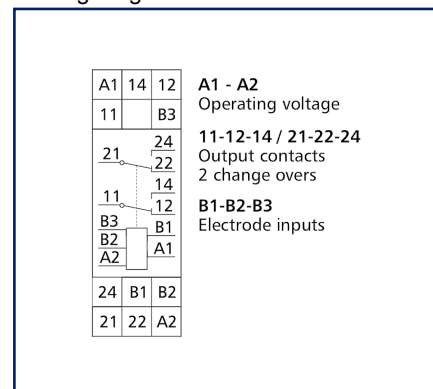 A1 14 12
11 B3
24
21
22
14
11
12
B3 B1
B2
A1
A2
24 B1 B2
21 22 A2
A1 - A2
Operating voltage
11-12-14 / 21-22-24
Output contacts
2 change overs
B1-B2-B3
Electrode inputs